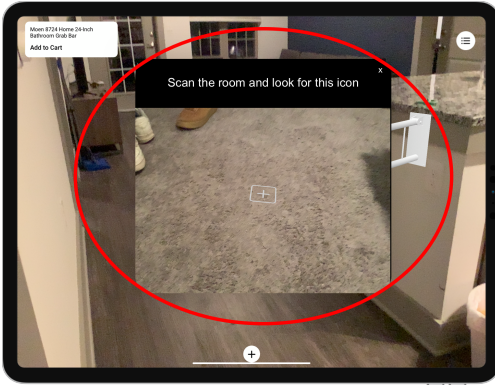 Moen 8724 Home 24-Inch
Bathroom Grab Bar
Add to Cart
x
Scan the room and look for this icon